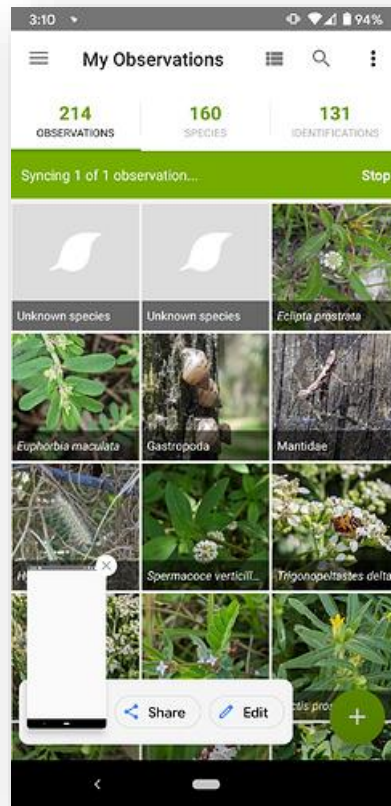 3:10 94%
My Observations
214 160 131
OBSERVATIONS SPECIES IDENTIFICATIONS
Syncing 1 of 1 observation... Stop
Unknown species Unknown species Eclipta prostrata
Euphorbia maculata Gastropoda Mantidae
Spermacoce verticill... Trigonopeltastes delta
Share Edit